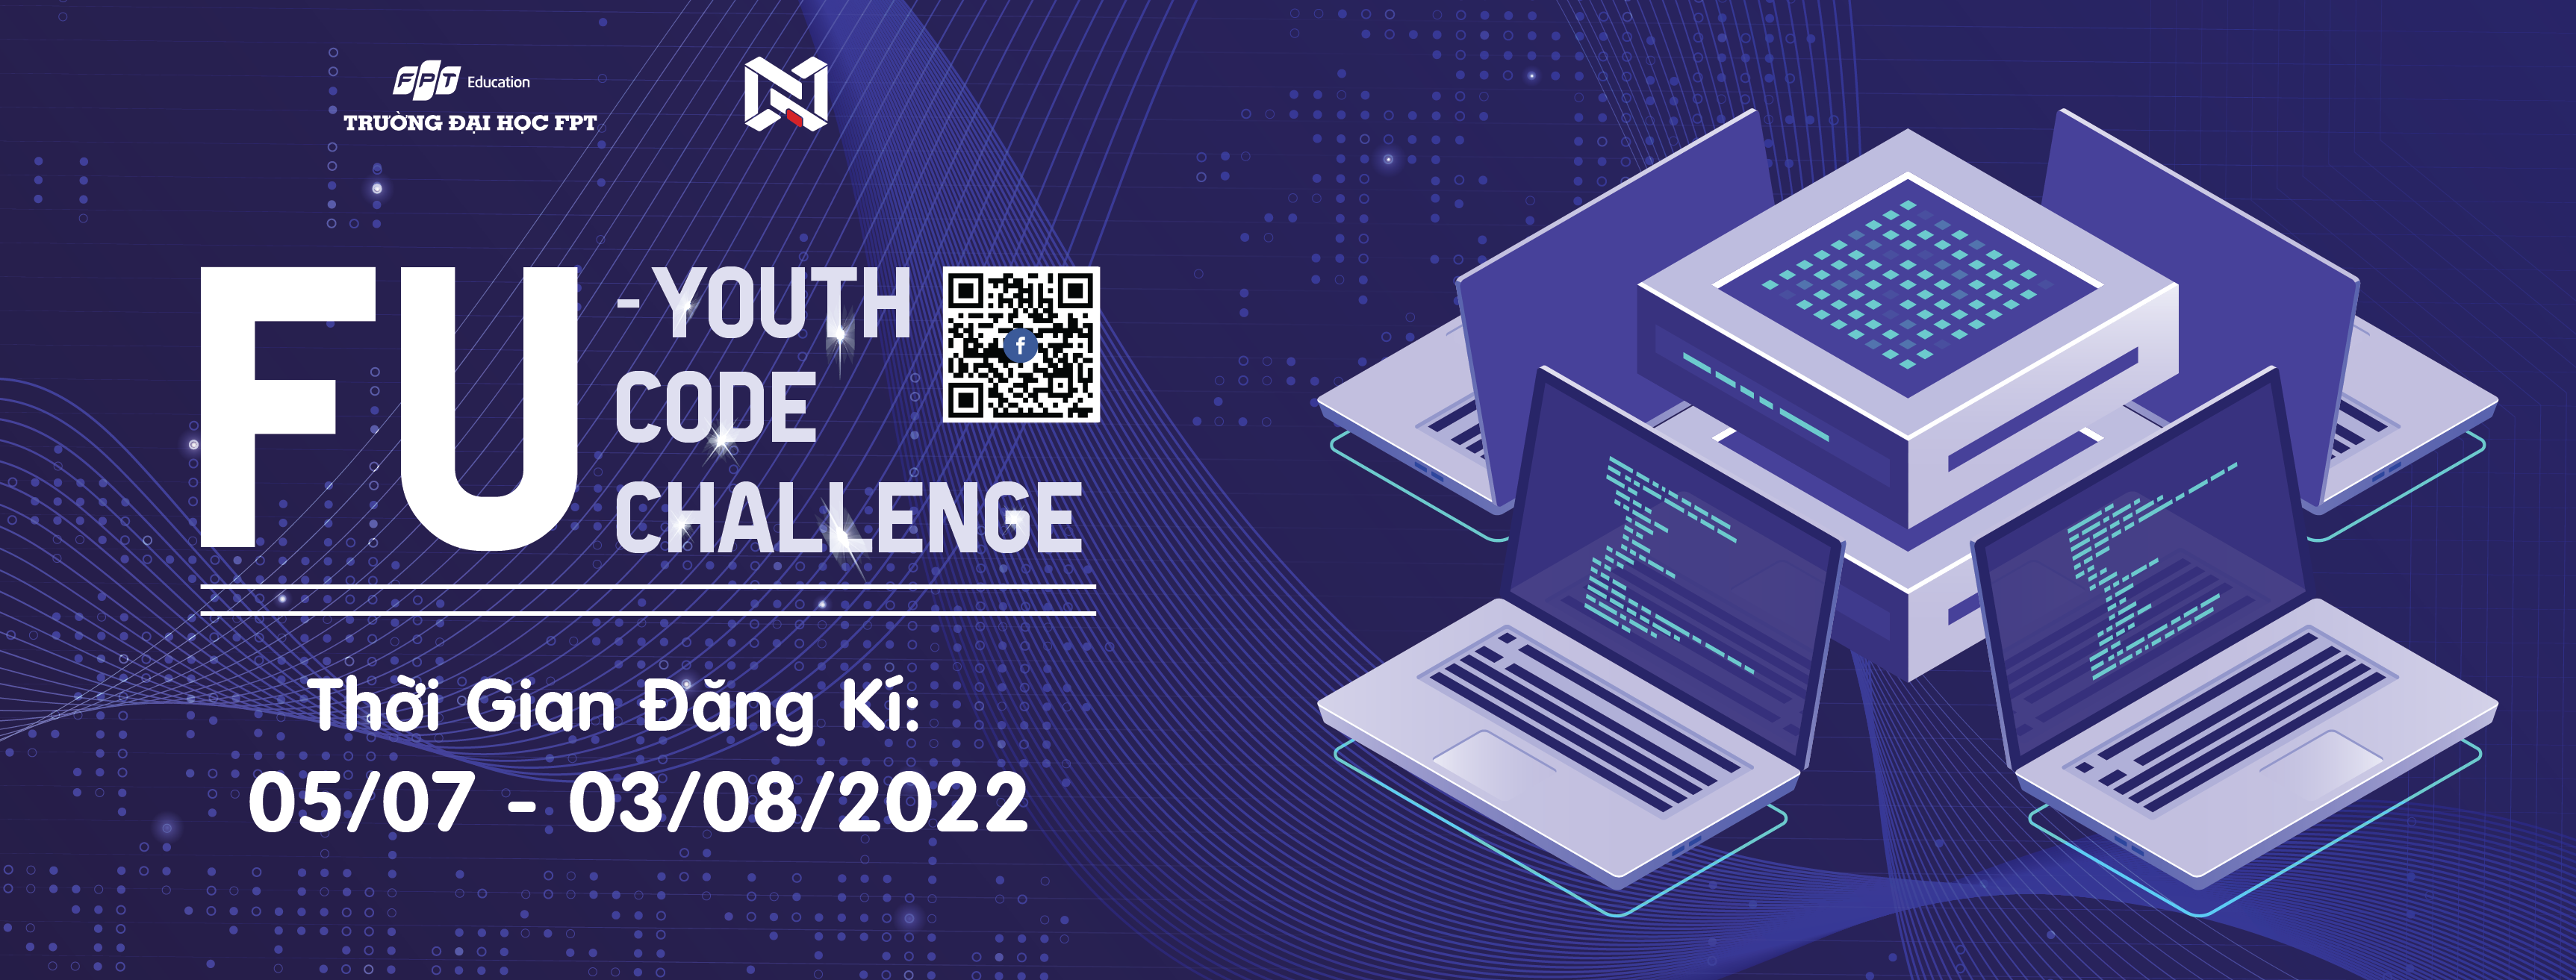 FPT Education
TRƯỜNG ĐẠI HỌC FPT
FU
-YOUTH
CODE
CHALLENGE
f
Thời Gian Đăng Kí:
05/07 - 03/08/2022